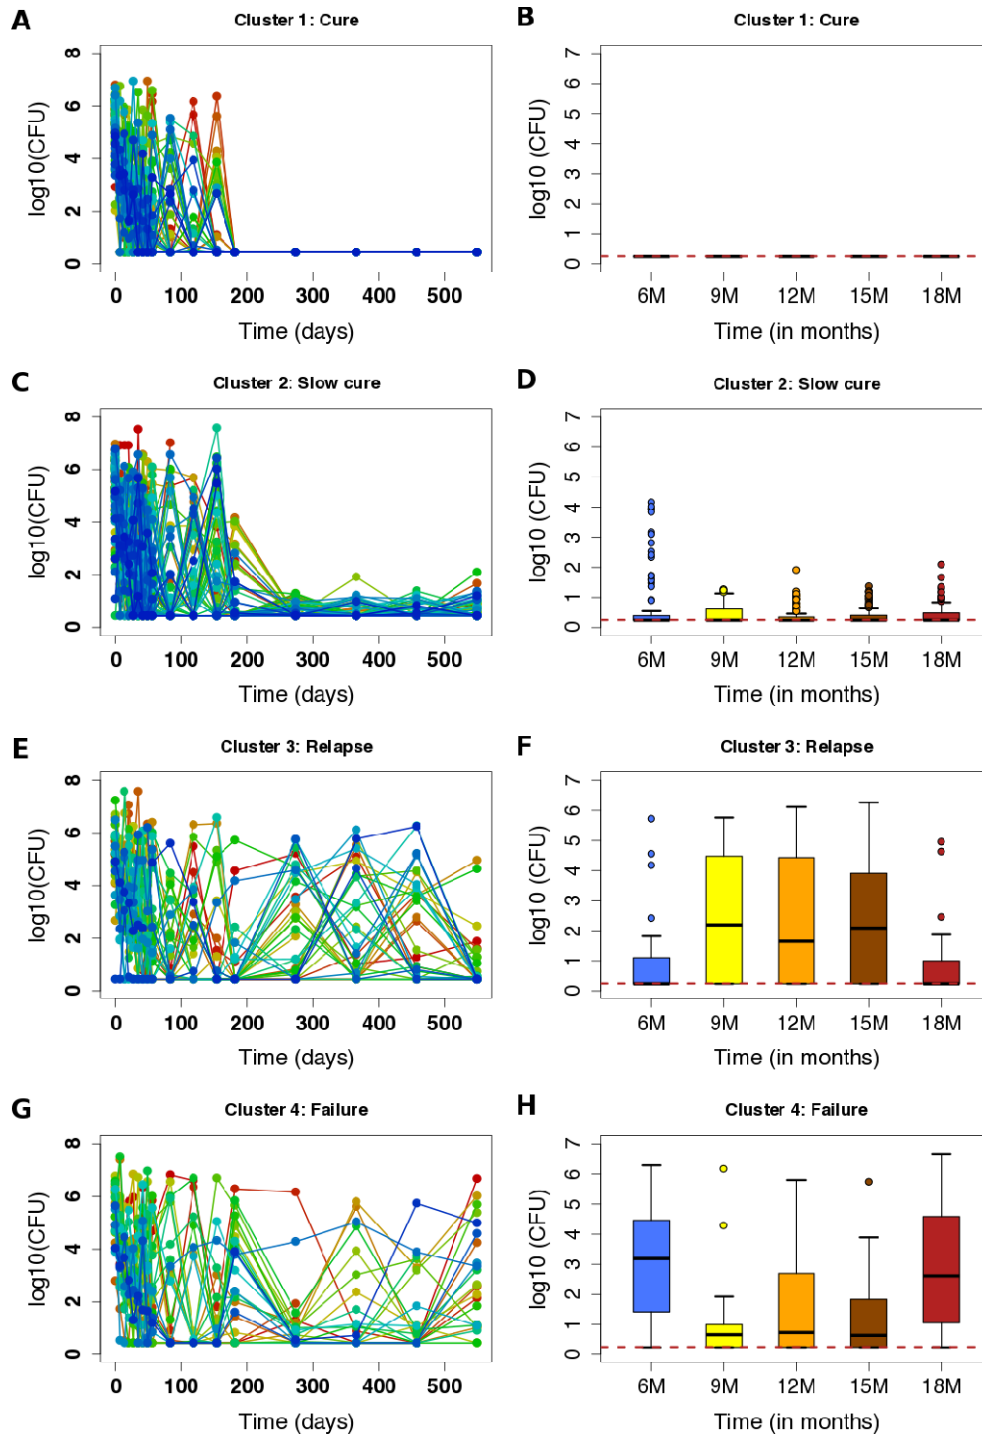 A
Cluster 1: Cure
log10(CFU)
8
6
4
2
0
0 100 200 300 400 500
Time (days)
B
Cluster 1: Cure
log10 (CFU)
7
6
5
4
3
2
1
0
6M 9M 12M 15M 18M
Time (in months)
C
Cluster 2: Slow cure
log10(CFU)
8
6
4
2
0
0 100 200 300 400 500
Time (days)
D
Cluster 2: Slow cure
log10 (CFU)
7
6
5
4
3
2
1
0
6M 9M 12M 15M 18M
Time (in months)
E
Cluster 3: Relapse
log10(CFU)
8
6
4
2
0
0 100 200 300 400 500
Time (days)
F
Cluster 3: Relapse
log10 (CFU)
7
6
5
4
3
2
1
0
6M 9M 12M 15M 18M
Time (in months)
G
Cluster 4: Failure
log10(CFU)
8
6
4
2
0
0 100 200 300 400 500
Time (days)
H
Cluster 4: Failure
log10 (CFU)
7
6
5
4
3
2
1
0
6M 9M 12M 15M 18M
Time (in months)